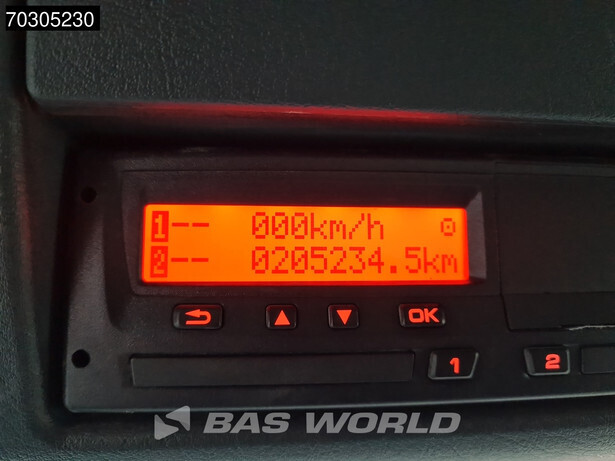 70305230
1-- 000km/h
2-- 0205234.5km
OK
1 2
BAS WORLD